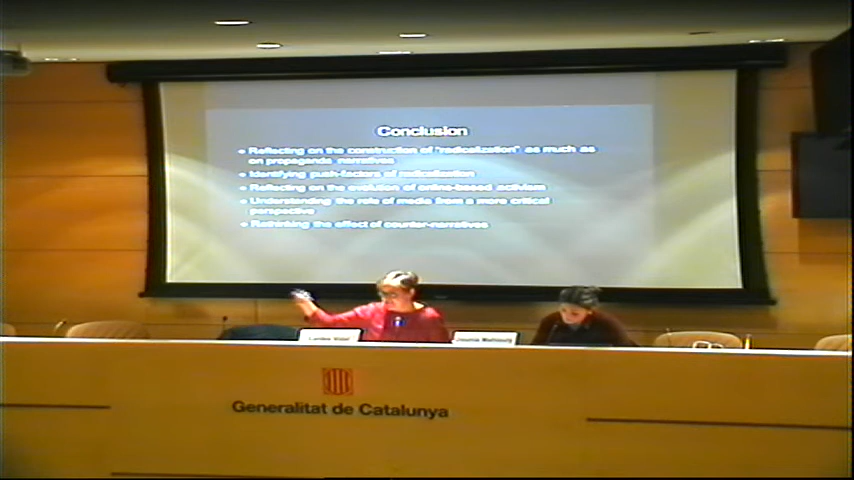 Conclusion
Reflecting on the construction of "radicalization" as much as
on propaganda narratives
Identifying push-factors of radicalization
Reflecting on the evolution of online-based activism
Understanding the role of media from a more critical
perspective
Rethinking the effect of counter-narratives
Generalitat de Catalunya